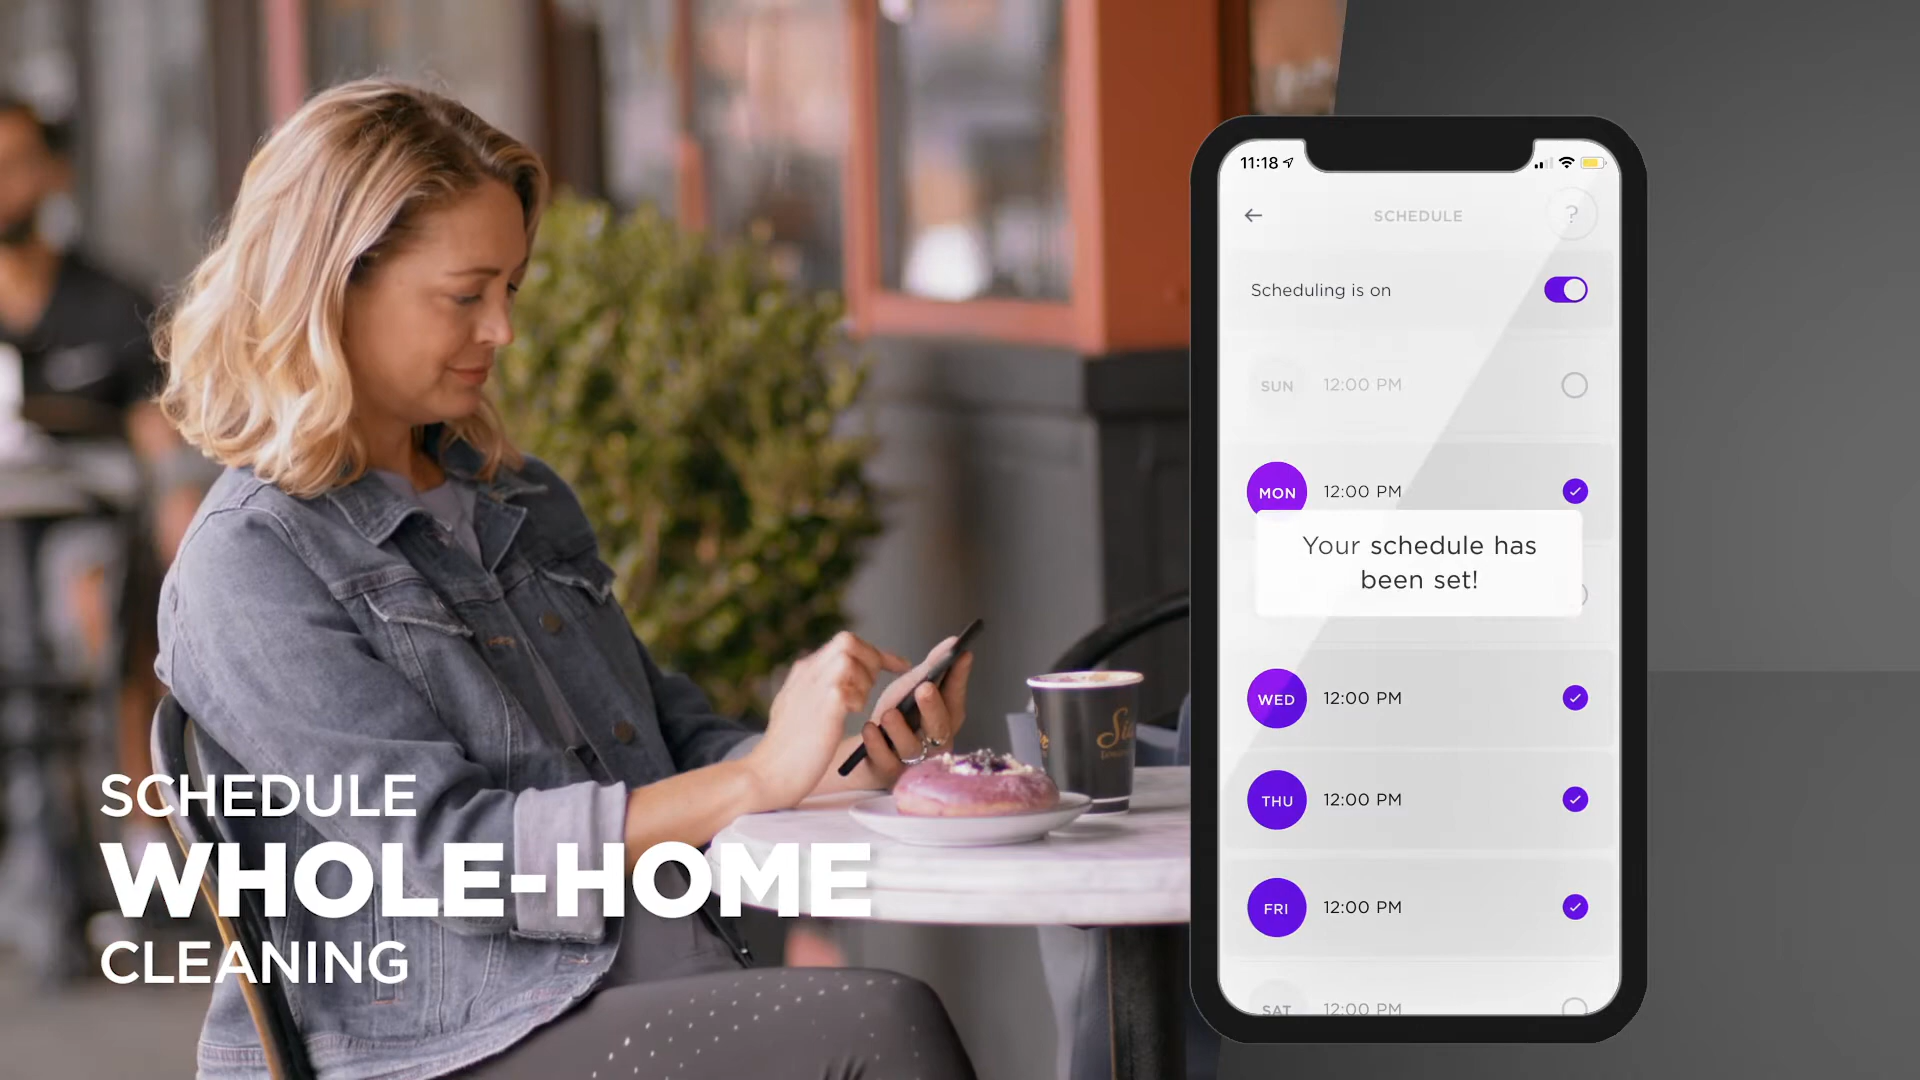 SCHEDULE
WHOLE-HOME
CLEANING
11:18
SCHEDULE
?
Scheduling is on
SUN 12:00 PM
MON 12:00 PM
Your schedule has
been set!
WED 12:00 PM
THU 12:00 PM
FRI 12:00 PM
SAT 12:00 PM